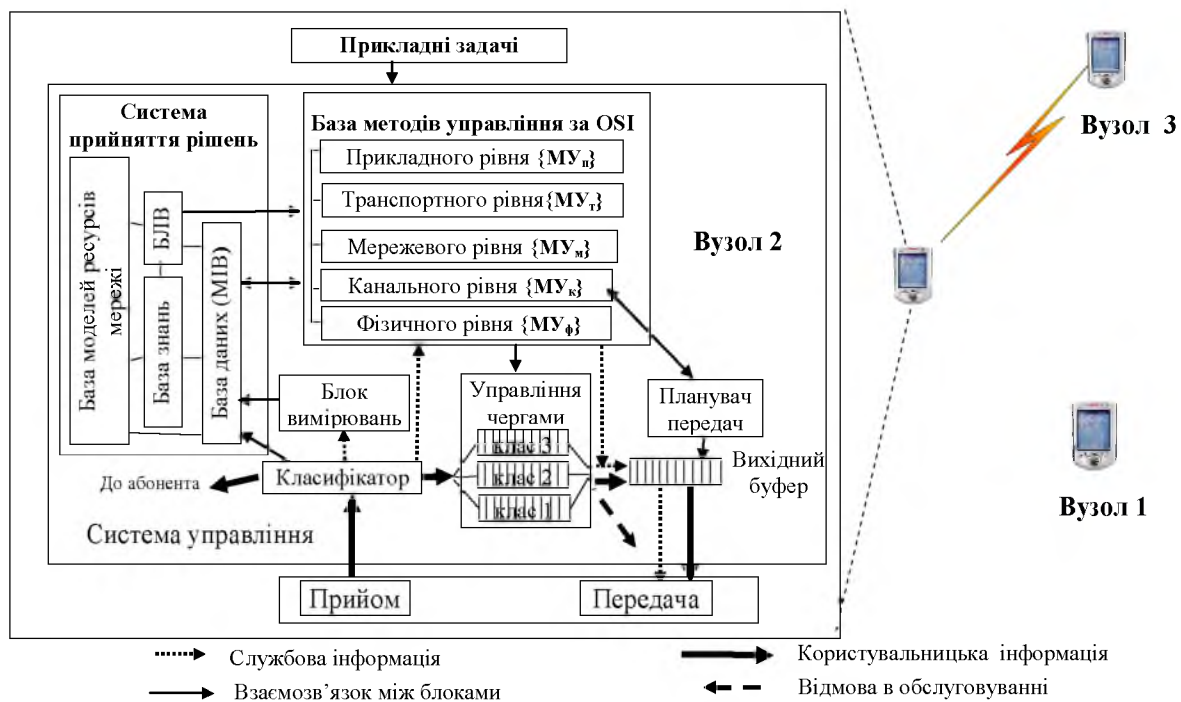 Прикладні задачі
Система
прийняття рішень
База моделей ресурсів
мережі
БЛВ
База знань
База даних (МІВ)
База методів управління за OSI
Прикладного рівня {МУп}
Транспортного рівня{МУт}
Мережевого рівня {МУм}
Канального рівня {МУк}
Фізичного рівня {МУф}
Вузол 2
Блок
вимірювань
Управління
чергами
клас 3
клас 2
клас 1
Планувач
передач
Вихідний
буфер
Класифікатор
До абонента
Система управління
Прийом
Передача
Вузол 3
Вузол 1
Службова інформація
Взаємозв’язок між блоками
Користувальницька інформація
Відмова в обслуговуванні